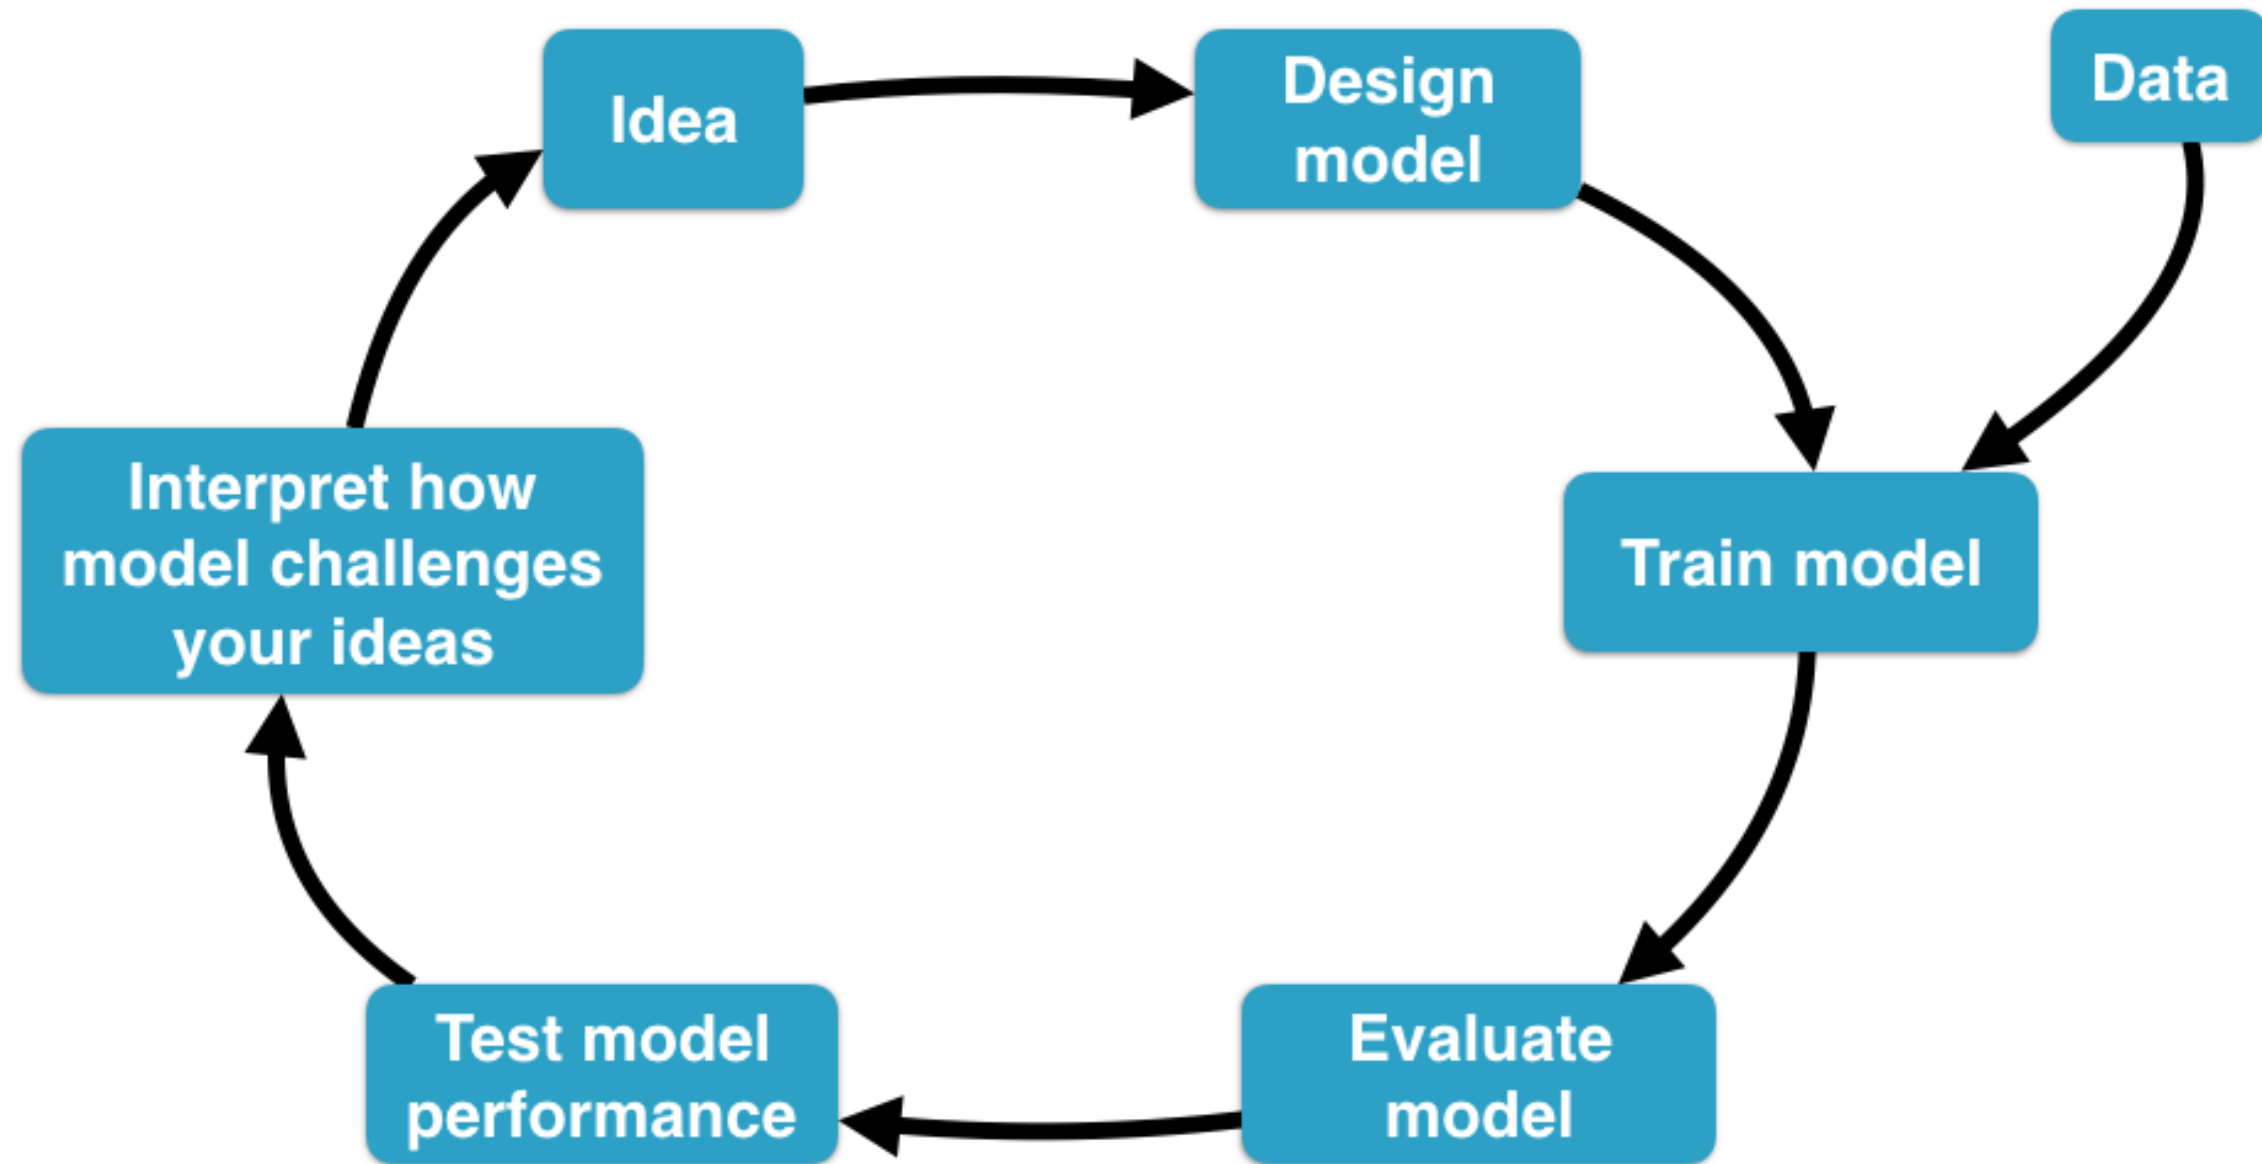 Idea
Design
model
Data
Train model
Evaluate
model
Test model
performance
Interpret how
model challenges
your ideas